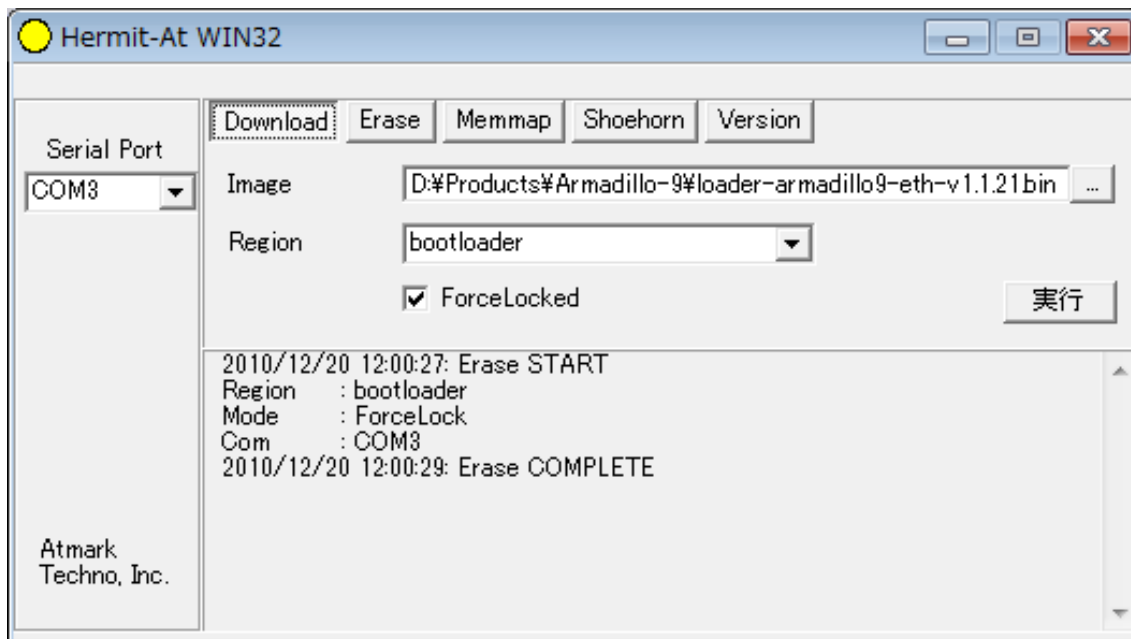 Hermit-At WIN32
Serial Port
COM3
Atmark
Techno, Inc.
Download Erase Memmap Shoehorn Version
Image D:¥Products¥Armadillo-9¥loader-armadillo9-eth-v1.1.21.bin ...
Region bootloader
ForceLocked
実行
2010/12/20 12:00:27: Erase START
Region : bootloader
Mode : ForceLock
Com : COM3
2010/12/20 12:00:29: Erase COMPLETE